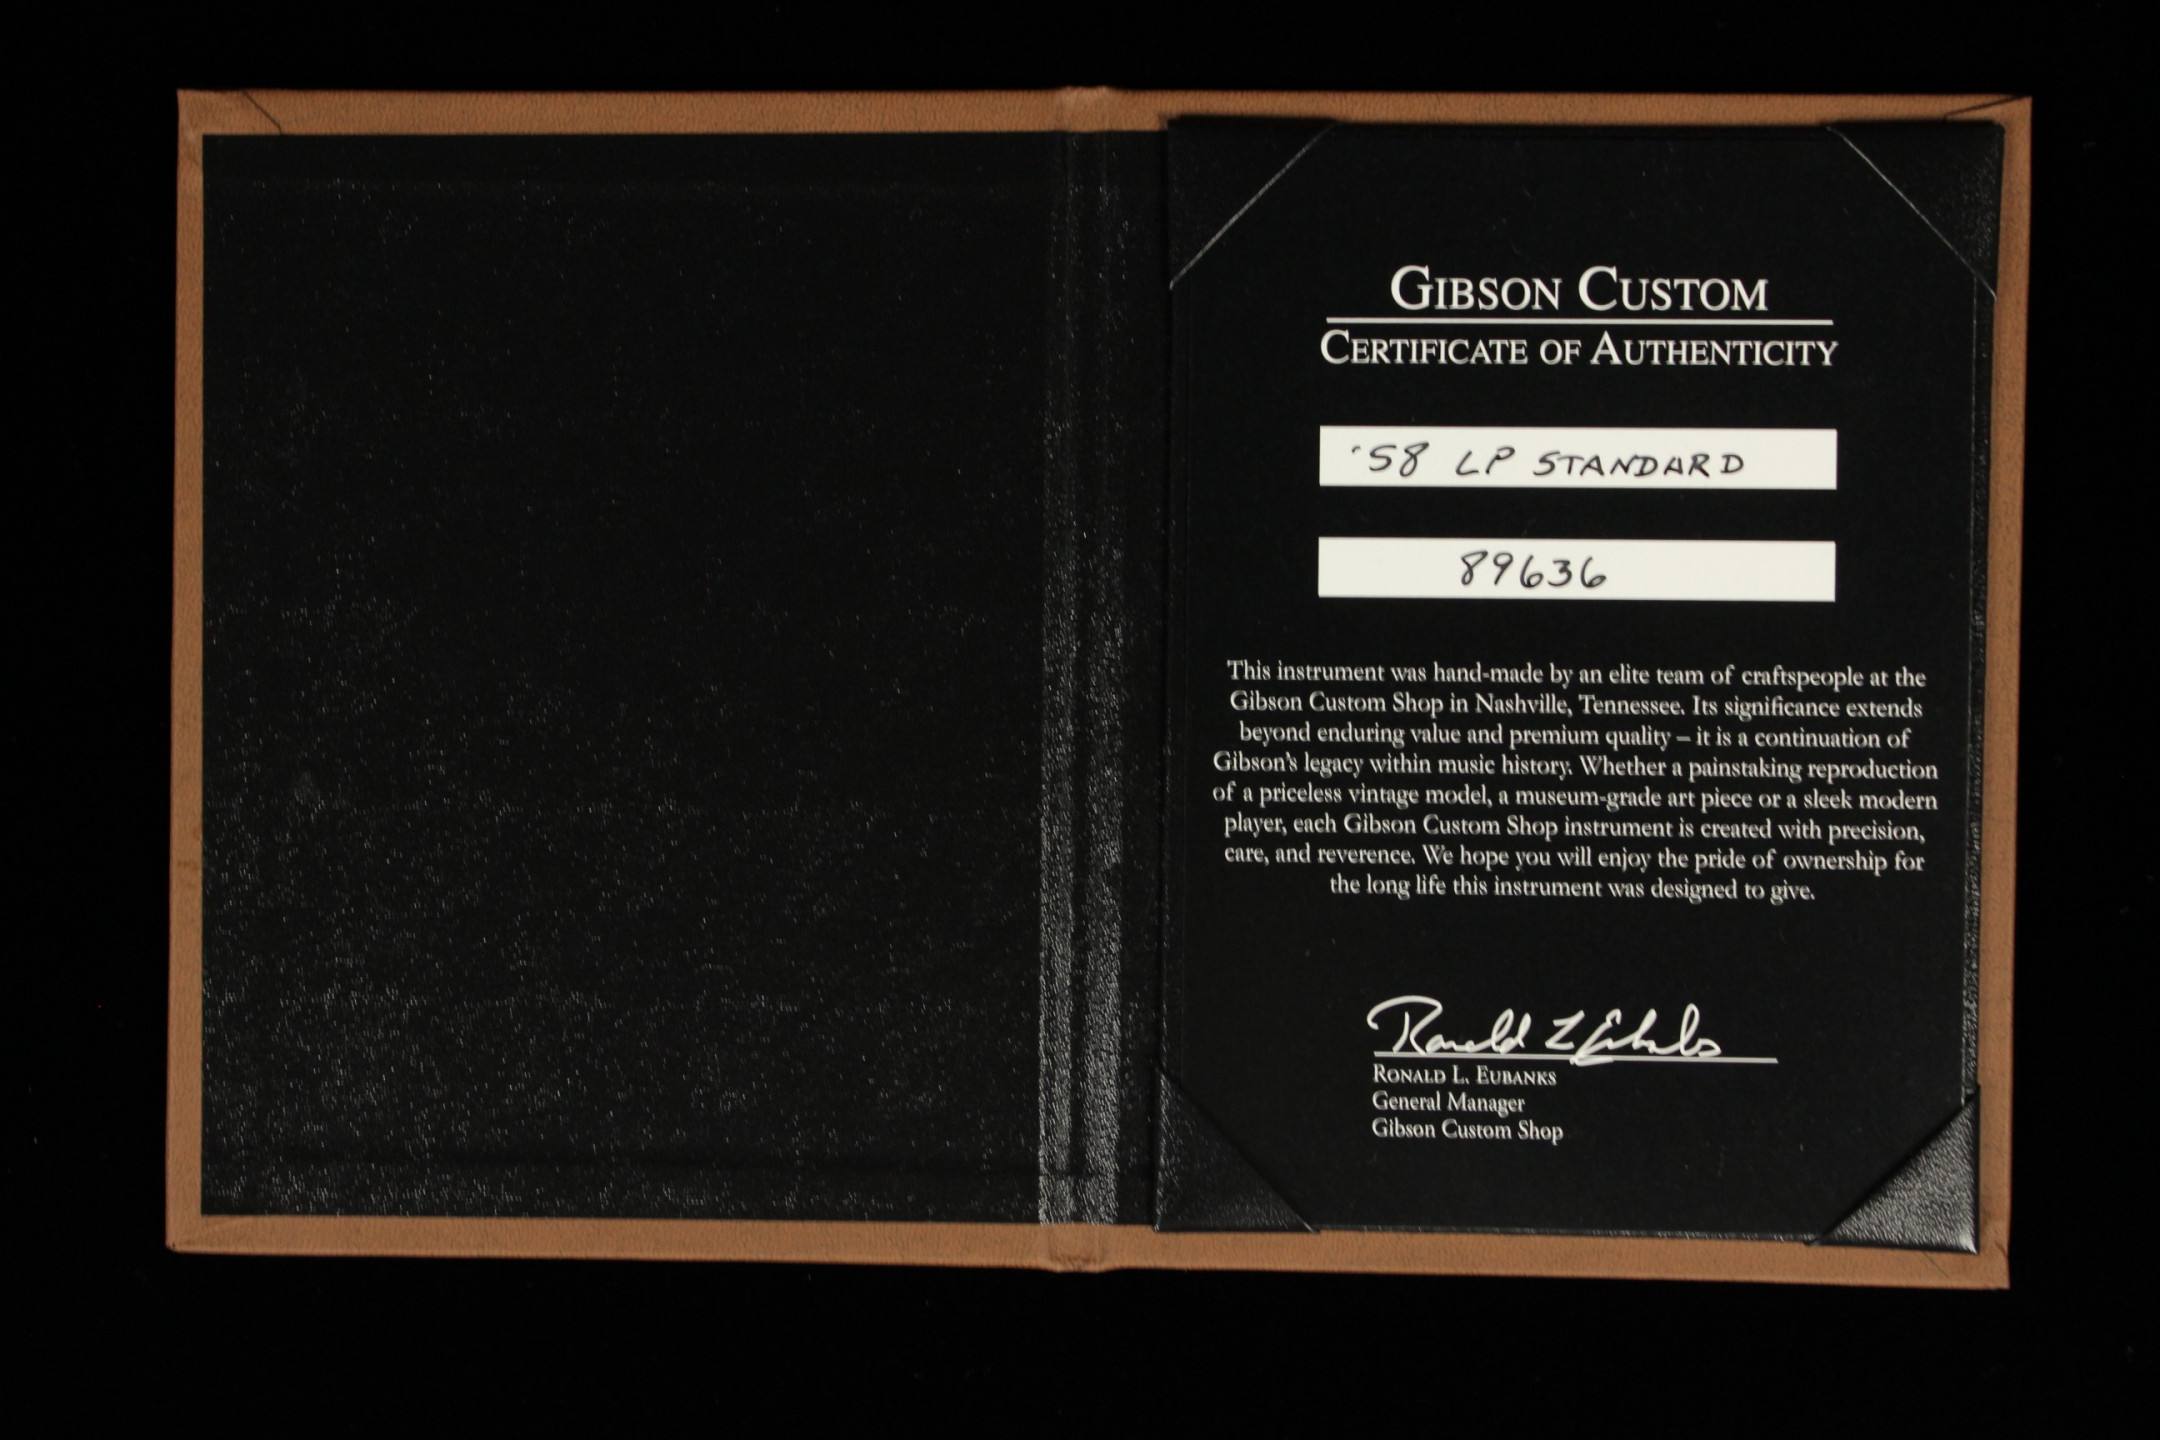 GIBSON CUSTOM
CERTIFICATE OF AUTHENTICITY
'58 LP STANDARD
89636
This instrument was hand-made by an elite team of craftspeople at the
Gibson Custom Shop in Nashville, Tennessee. Its significance extends
beyond enduring value and premium quality – it is a continuation of
Gibson's legacy within music history. Whether a painstaking reproduction
of a priceless vintage model, a museum-grade art piece or a sleek modern
player, each Gibson Custom Shop instrument is created with precision,
care, and reverence. We hope you will enjoy the pride of ownership for
the long life this instrument was designed to give.
Ronald L Eubanks
RONALD L. EUBANKS
General Manager
Gibson Custom Shop